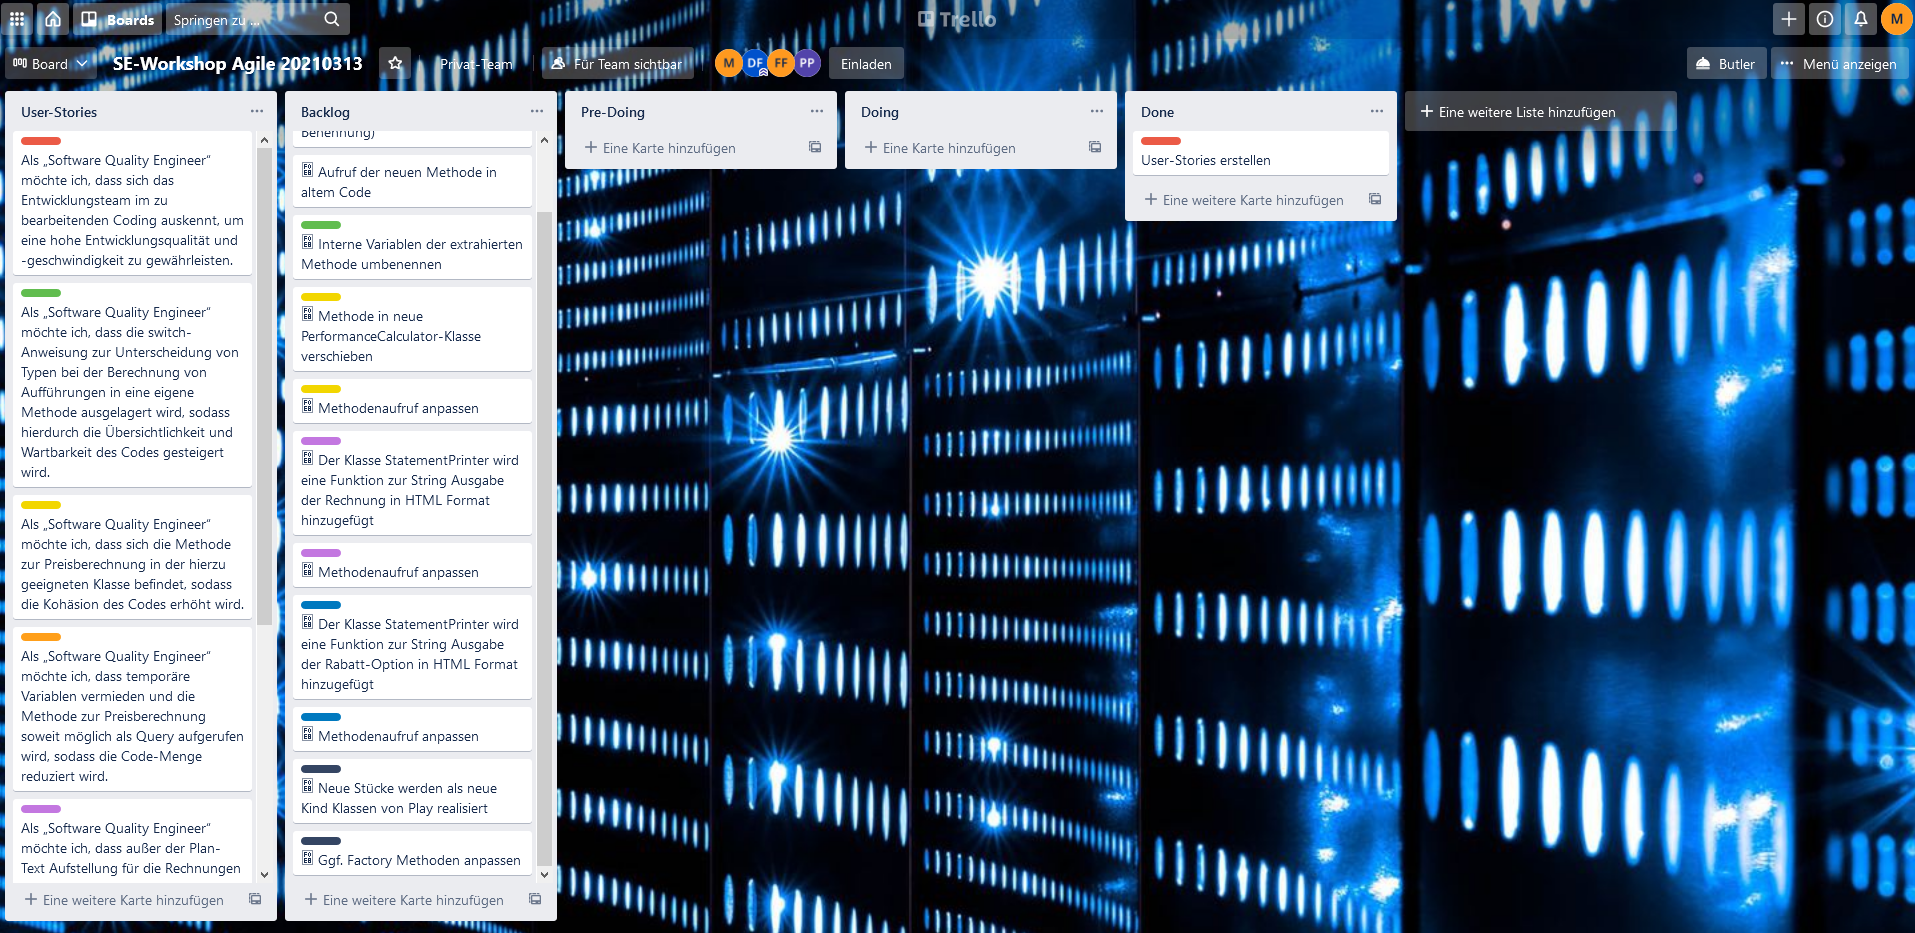 Boards
Springen zu ...
Trello
M
Board
SE-Workshop Agile 20210313
Privat-Team
Für Team sichtbar
M DF FF PP
Einladen
Butler
Menü anzeigen
User-Stories
Als „Software Quality Engineer“
möchte ich, dass sich das
Entwicklungsteam im zu
bearbeitenden Coding auskennt, um
eine hohe Entwicklungsqualität und
-geschwindigkeit zu gewährleisten.
Als „Software Quality Engineer“
möchte ich, dass die switch-
Anweisung zur Unterscheidung von
Typen bei der Berechnung von
Aufführungen in eine eigene
Methode ausgelagert wird, sodass
hierdurch die Übersichtlichkeit und
Wartbarkeit des Codes gesteigert
wird.
Als „Software Quality Engineer“
möchte ich, dass sich die Methode
zur Preisberechnung in der hierzu
geeigneten Klasse befindet, sodass
die Kohäsion des Codes erhöht wird.
Als „Software Quality Engineer“
möchte ich, dass temporäre
Variablen vermieden und die
Methode zur Preisberechnung
soweit möglich als Query aufgerufen
wird, sodass die Code-Menge
reduziert wird.
Als „Software Quality Engineer“
möchte ich, dass außer der Plan-
Text Aufstellung für die Rechnungen
Eine weitere Karte hinzufügen
Backlog
Benennung)
Aufruf der neuen Methode in
altem Code
Interne Variablen der extrahierten
Methode umbenennen
Methode in neue
PerformanceCalculator-Klasse
verschieben
Methodenaufruf anpassen
Der Klasse StatementPrinter wird
eine Funktion zur String Ausgabe
der Rechnung in HTML Format
hinzugefügt
Methodenaufruf anpassen
Der Klasse StatementPrinter wird
eine Funktion zur String Ausgabe
der Rabatt-Option in HTML Format
hinzugefügt
Methodenaufruf anpassen
Neue Stücke werden als neue
Kind Klassen von Play realisiert
Ggf. Factory Methoden anpassen
Eine weitere Karte hinzufügen
Pre-Doing
Eine Karte hinzufügen
Doing
Eine Karte hinzufügen
Done
User-Stories erstellen
Eine weitere Karte hinzufügen
Eine weitere Liste hinzufügen